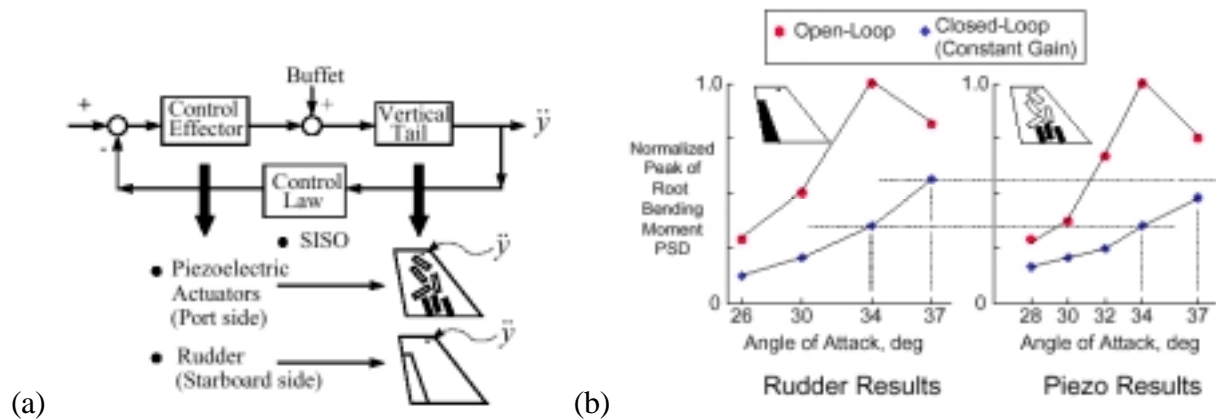 Buffet
+
+
Control
Effector
Vertical
Tail
ÿ
-
Control
Law
● SISO
ÿ
● Piezoelectric
Actuators
(Port side)
ÿ
● Rudder
(Starboard side)
(a)
Open-Loop
Closed-Loop
(Constant Gain)
1.0
Normalized
Peak of
Root
Bending
Moment
PSD
0
26 30 34 37
Angle of Attack, deg
Rudder Results
1.0
0
28 30 32 34 37
Angle of Attack, deg
Piezo Results
(b)